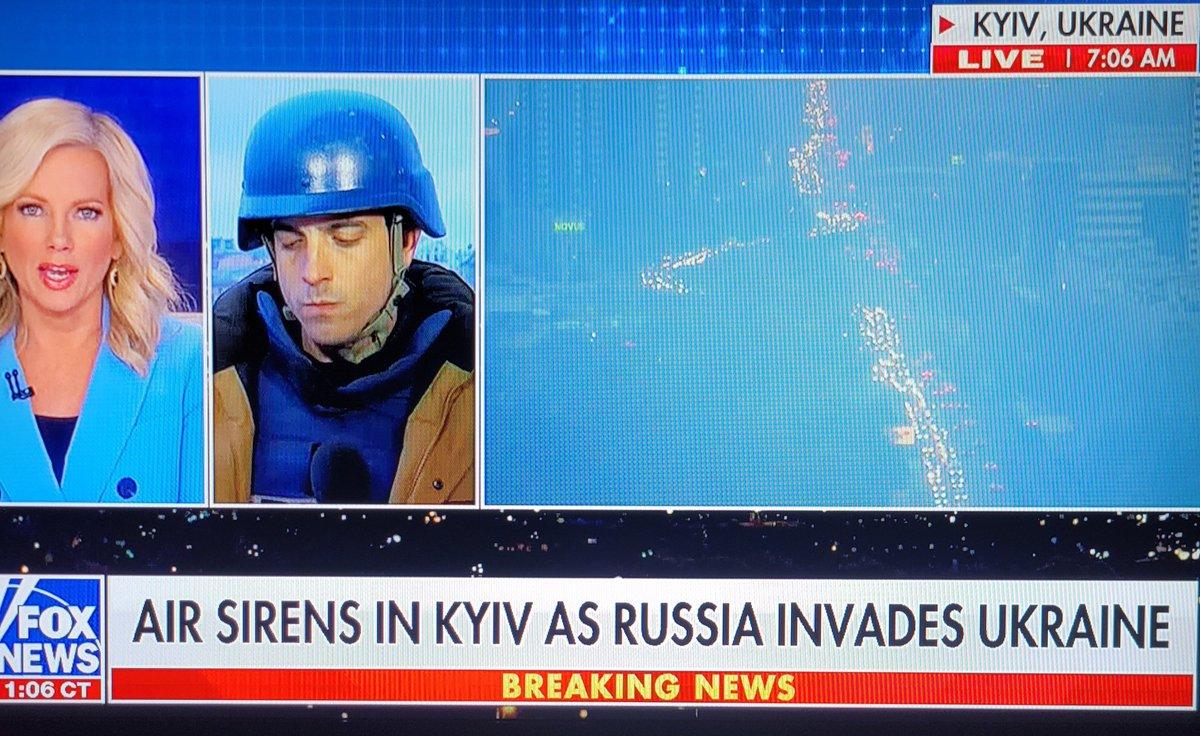 KYIV, UKRAINE
LIVE | 7:06 AM
NOVUS
AIR SIRENS IN KYIV AS RUSSIA INVADES UKRAINE
BREAKING NEWS
FOX
NEWS
1:06 CT